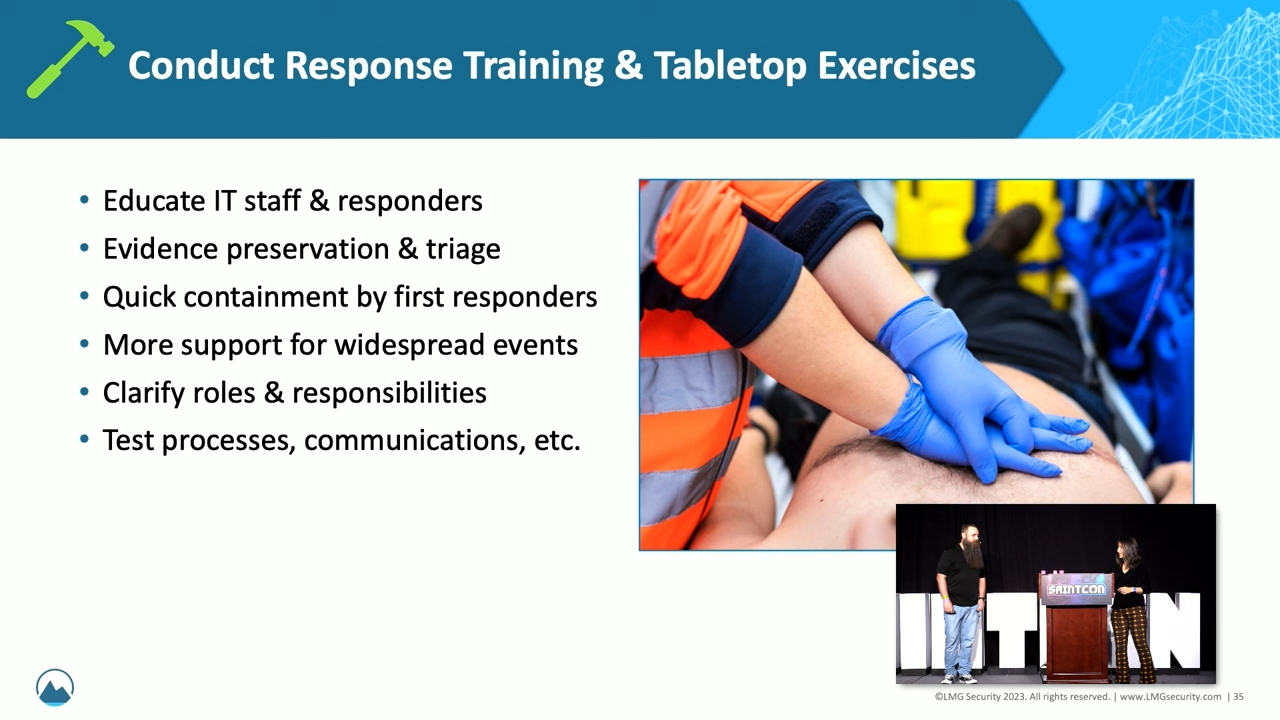 Conduct Response Training & Tabletop Exercises
• Educate IT staff & responders
• Evidence preservation & triage
• Quick containment by first responders
• More support for widespread events
• Clarify roles & responsibilities
• Test processes, communications, etc.
SAINTCON
©LMG Security 2023. All rights reserved. | www.LMGsecurity.com | 35